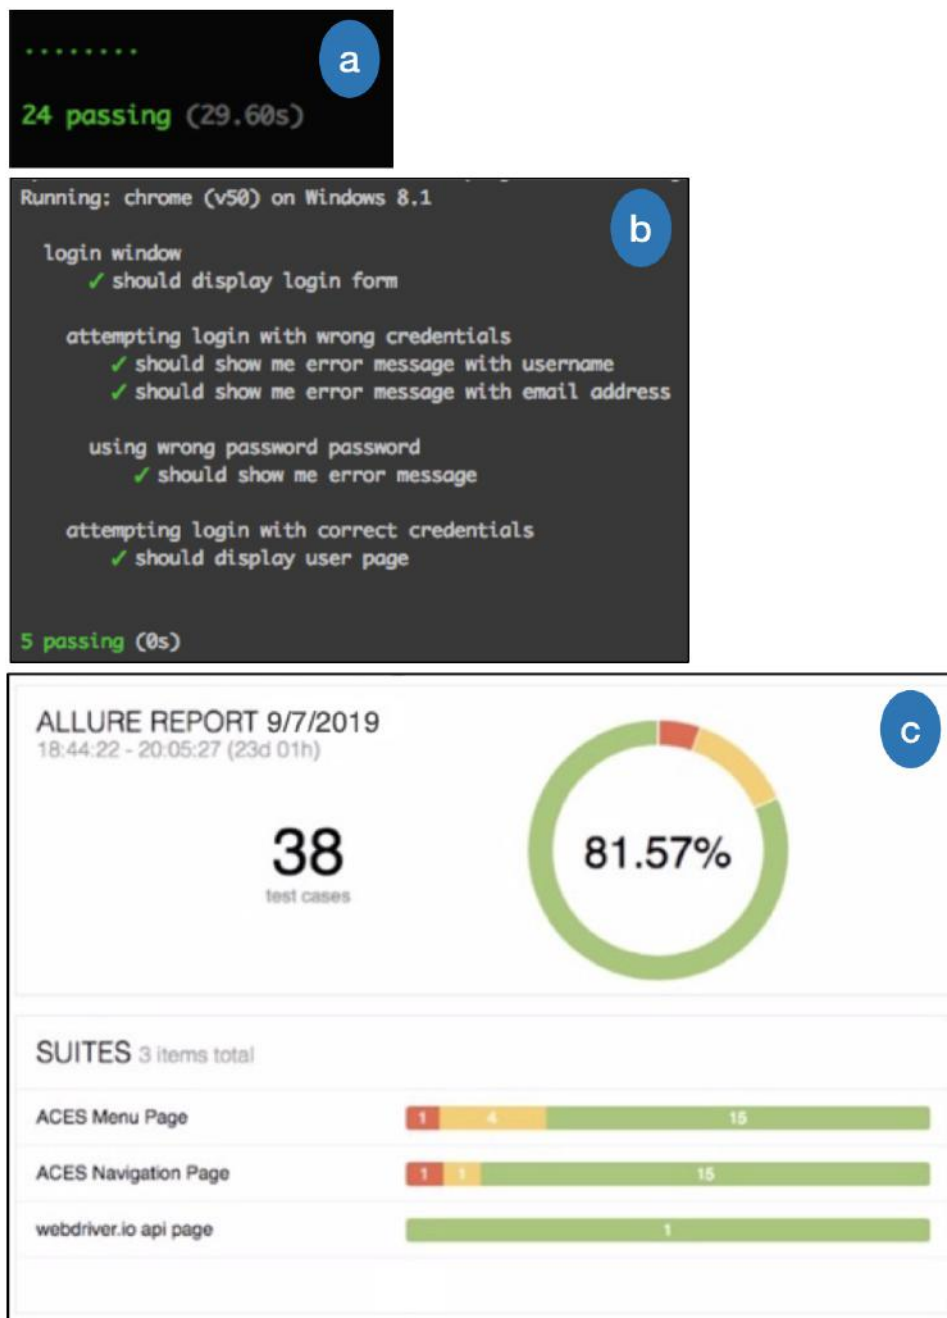 ........
a
24 passing (29.60s)
Running: chrome (v50) on Windows 8.1
b
login window
✓ should display login form
attempting login with wrong credentials
✓ should show me error message with username
✓ should show me error message with email address
using wrong password password
✓ should show me error message
attempting login with correct credentials
✓ should display user page
5 passing (0s)
ALLURE REPORT 9/7/2019
c
18:44:22 - 20:05:27 (23d 01h)
38
test cases
81.57%
SUITES 3 items total
ACES Menu Page 1 4 15
ACES Navigation Page 1 1 15
webdriver.io api page 1